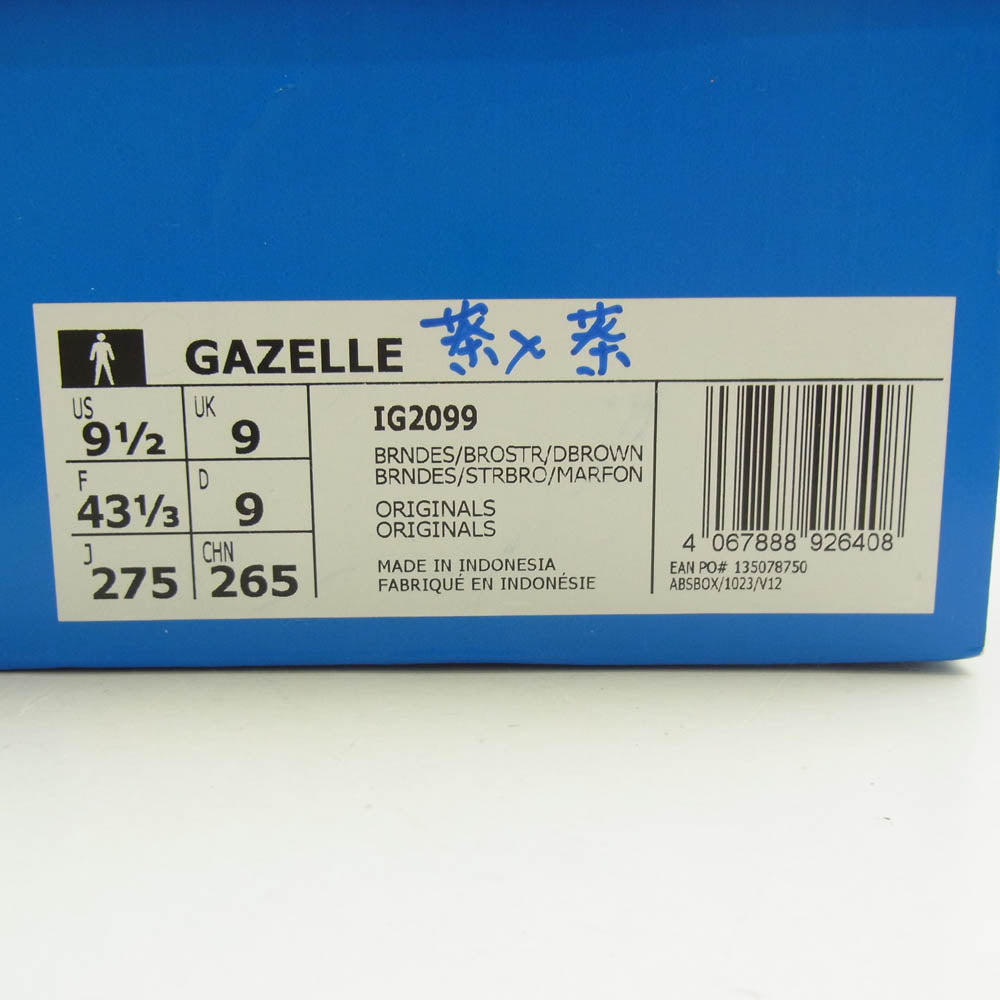 GAZELLE 茶×茶
US 9½ UK 9
F 43⅓ D 9
J 275 CHN 265
IG2099
BRNDES/BROSTR/DBROWN
BRNDES/STRBRO/MARFON
ORIGINALS
ORIGINALS
MADE IN INDONESIA
FABRIQUÉ EN INDONÉSIE
4 067888 926408
EAN PO# 135078750
ABSBOX/1023/V12